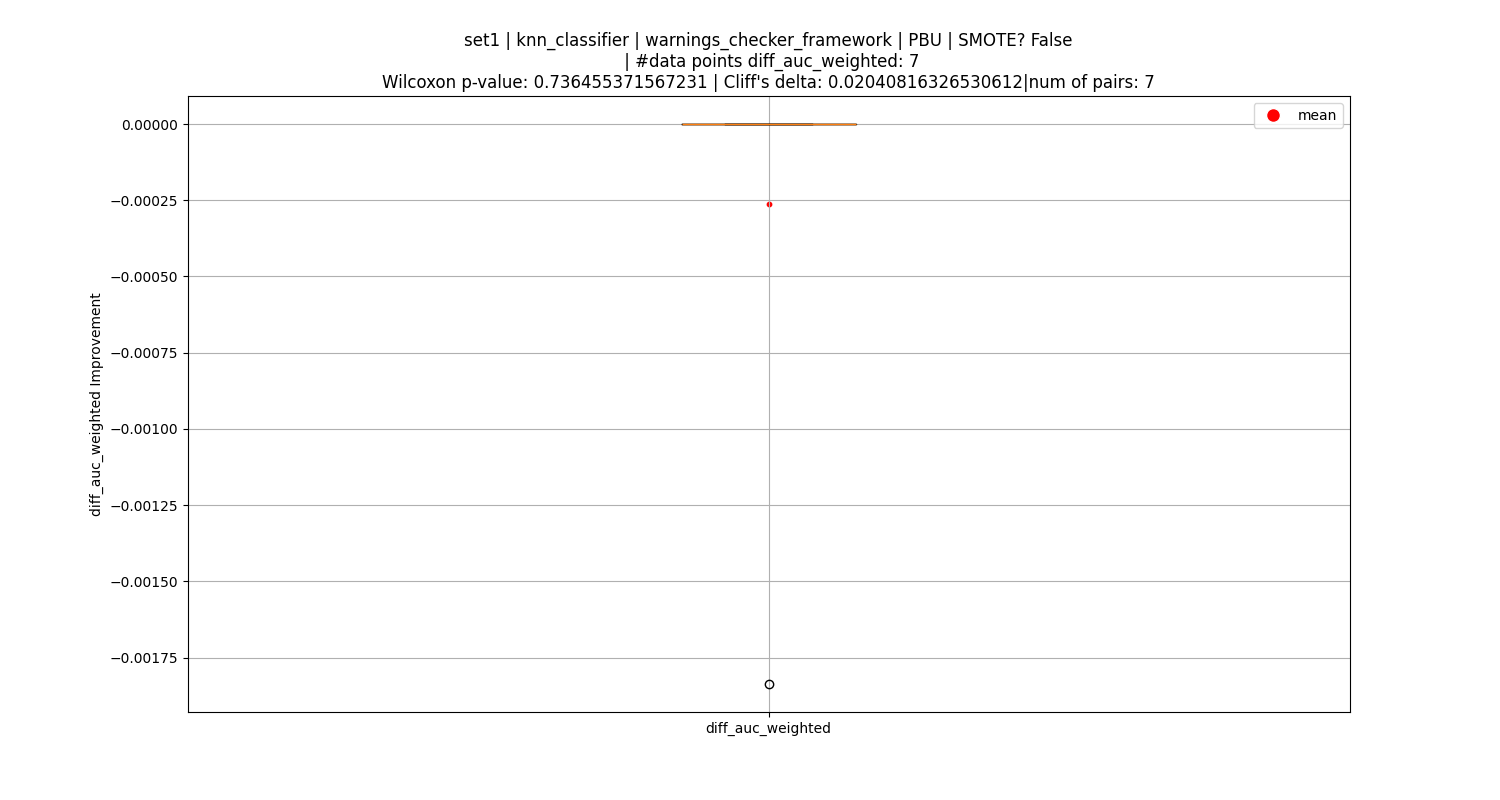 set1 | knn_classifier | warnings_checker_framework | PBU | SMOTE? False
| #data points diff_auc_weighted: 7
Wilcoxon p-value: 0.736455371567231 | Cliff's delta: 0.02040816326530612|num of pairs: 7
mean
0.00000
−0.00025
−0.00050
−0.00075
−0.00100
−0.00125
−0.00150
−0.00175
diff_auc_weighted Improvement
diff_auc_weighted